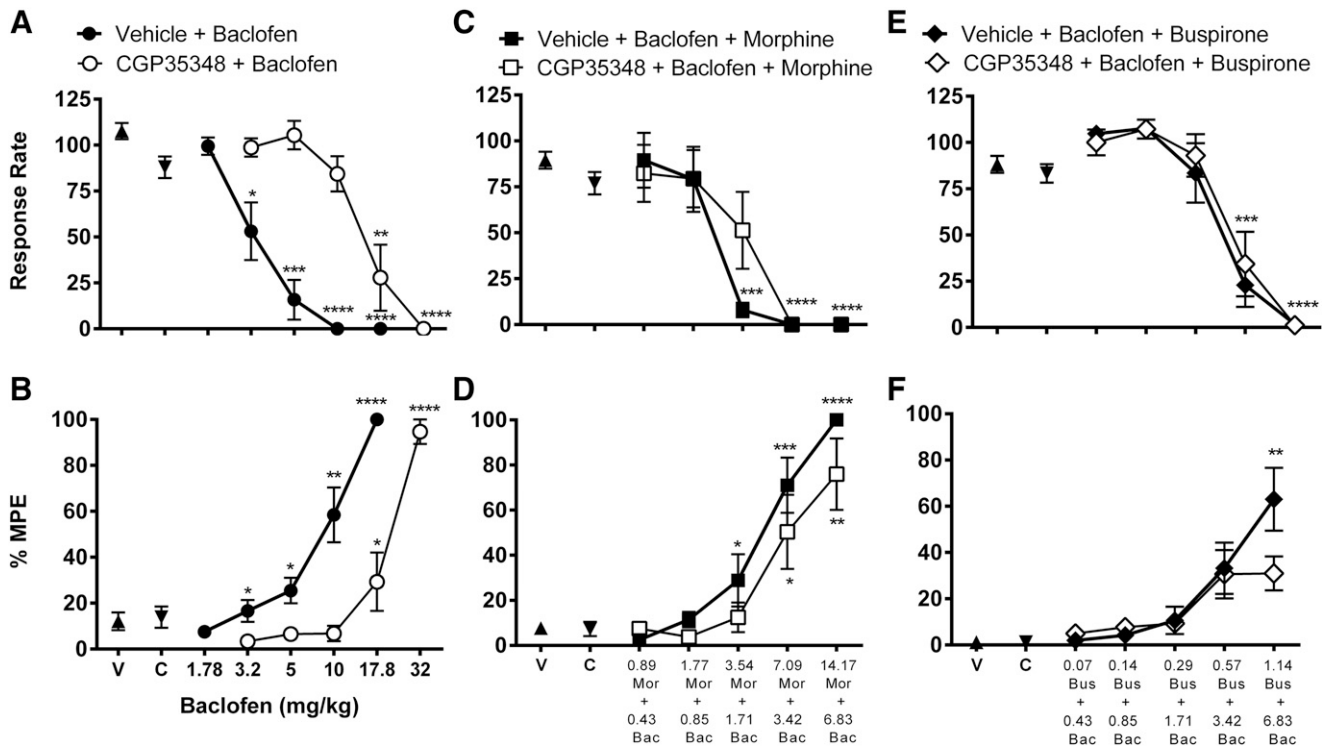 A
Vehicle + Baclofen
CGP35348 + Baclofen
Response Rate
125
100
75
50
25
0
*
***
****
****
**
****
C
Vehicle + Baclofen + Morphine
CGP35348 + Baclofen + Morphine
125
100
75
50
25
0
***
****
****
E
Vehicle + Baclofen + Buspirone
CGP35348 + Baclofen + Buspirone
125
100
75
50
25
0
***
****
B
% MPE
100
80
60
40
20
0
*
*
**
****
*
****
V C 1.78 3.2 5 10 17.8 32
Baclofen (mg/kg)
D
100
80
60
40
20
0
*
***
****
*
**
V C 0.89 1.77 3.54 7.09 14.17
Mor Mor Mor Mor Mor
+ + + + +
0.43 0.85 1.71 3.42 6.83
Bac Bac Bac Bac Bac
F
100
80
60
40
20
0
**
V C 0.07 0.14 0.29 0.57 1.14
Bus Bus Bus Bus Bus
+ + + + +
0.43 0.85 1.71 3.42 6.83
Bac Bac Bac Bac Bac